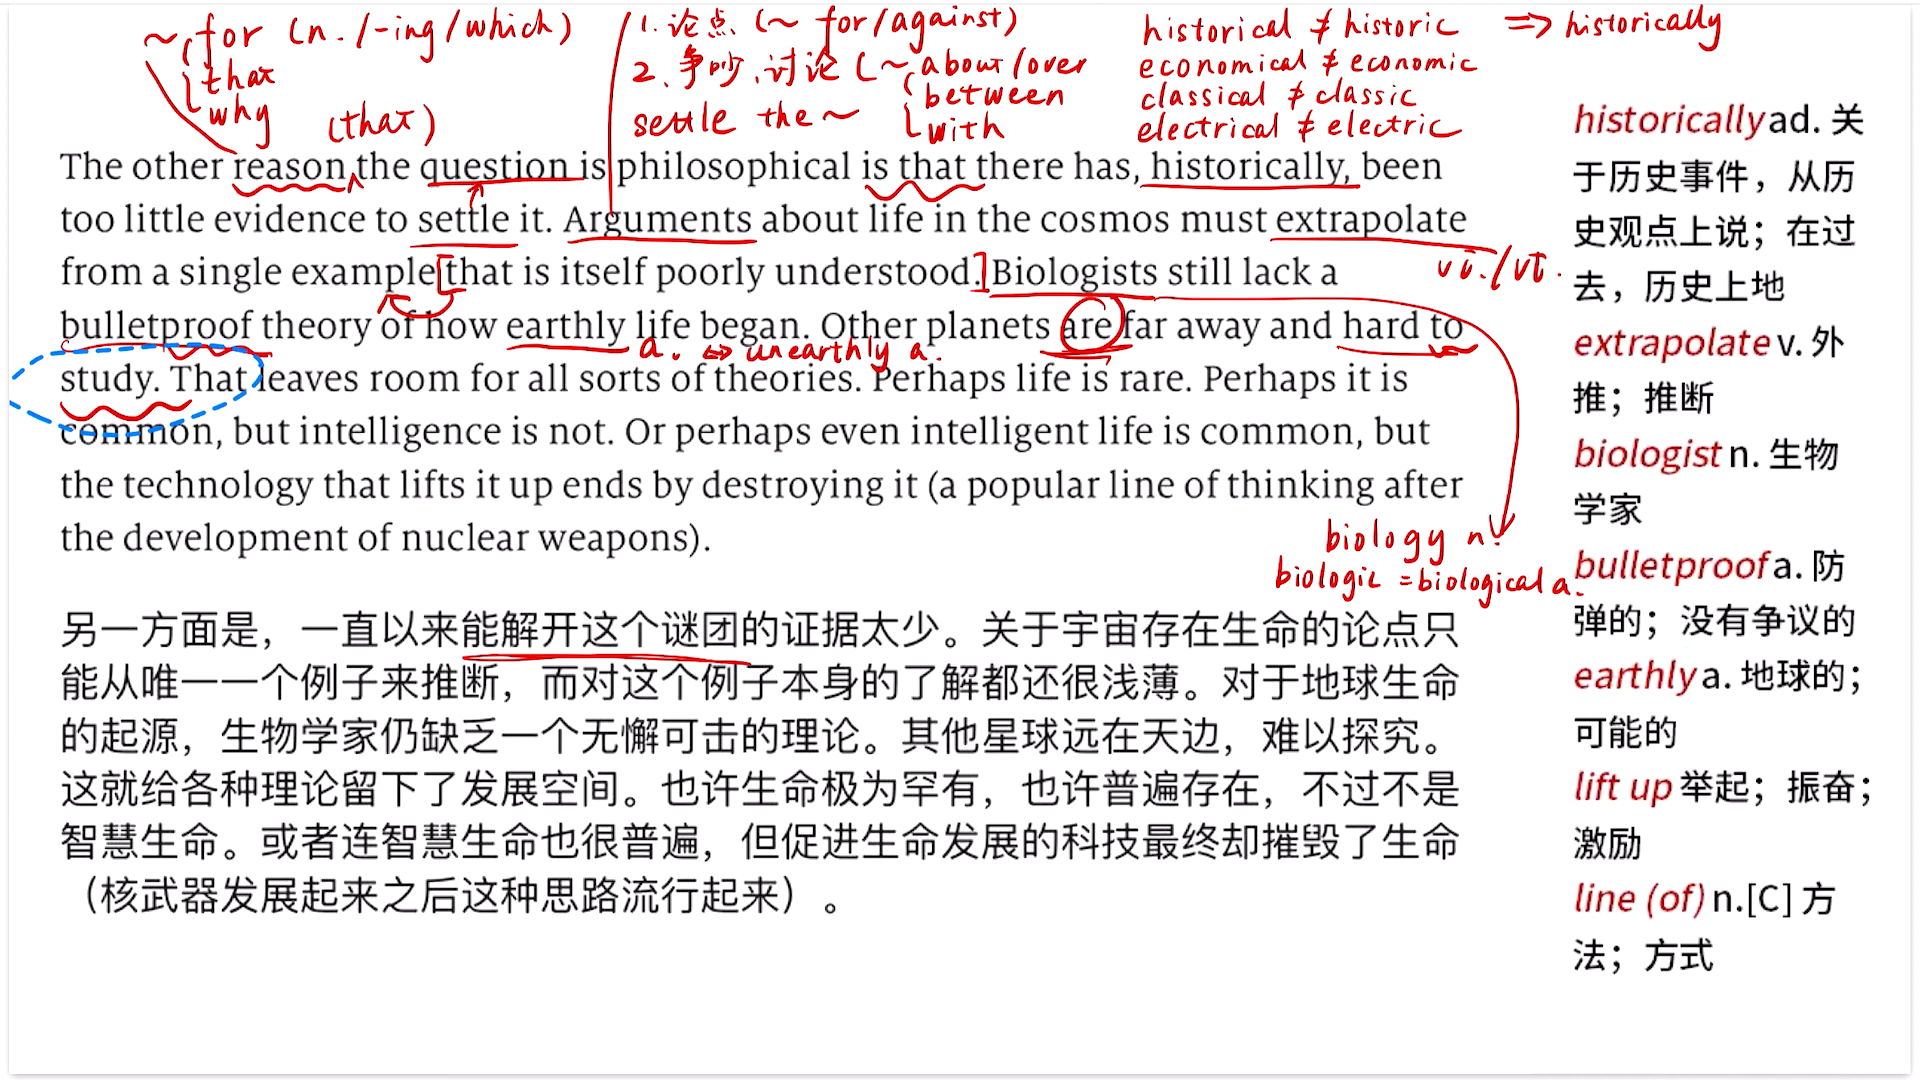 ~ for (n./-ing/which)
that
why
(that)
1. 论点 (~ for/against)
2. 争吵、讨论 (~ about/over
between
with
settle the ~
historical ≠ historic ⇒ historically
economical ≠ economic
classical ≠ classic
electrical ≠ electric
The other reason the question is philosophical is that there has, historically, been
too little evidence to settle it. Arguments about life in the cosmos must extrapolate
from a single example [that is itself poorly understood.] Biologists still lack a
vi./vt.
bulletproof theory of how earthly life began. Other planets are far away and hard to
a. ⇔ unearthly a.
study. That leaves room for all sorts of theories. Perhaps life is rare. Perhaps it is
common, but intelligence is not. Or perhaps even intelligent life is common, but
the technology that lifts it up ends by destroying it (a popular line of thinking after
the development of nuclear weapons).
biology n.
biologic = biological a.
另一方面是，一直以来能解开这个谜团的证据太少。关于宇宙存在生命的论点只
能从唯一一个例子来推断，而对这个例子本身的了解都还很浅薄。对于地球生命
的起源，生物学家仍缺乏一个无懈可击的理论。其他星球远在天边，难以探究。
这就给各种理论留下了发展空间。也许生命极为罕有，也许普遍存在，不过不是
智慧生命。或者连智慧生命也很普遍，但促进生命发展的科技最终却摧毁了生命
（核武器发展起来之后这种思路流行起来）。
historically ad. 关
于历史事件，从历
史观点上说；在过
去，历史上地
extrapolate v. 外
推；推断
biologist n. 生物
学家
bulletproof a. 防
弹的；没有争议的
earthly a. 地球的；
可能的
lift up 举起；振奋；
激励
line (of) n.[C] 方
法；方式